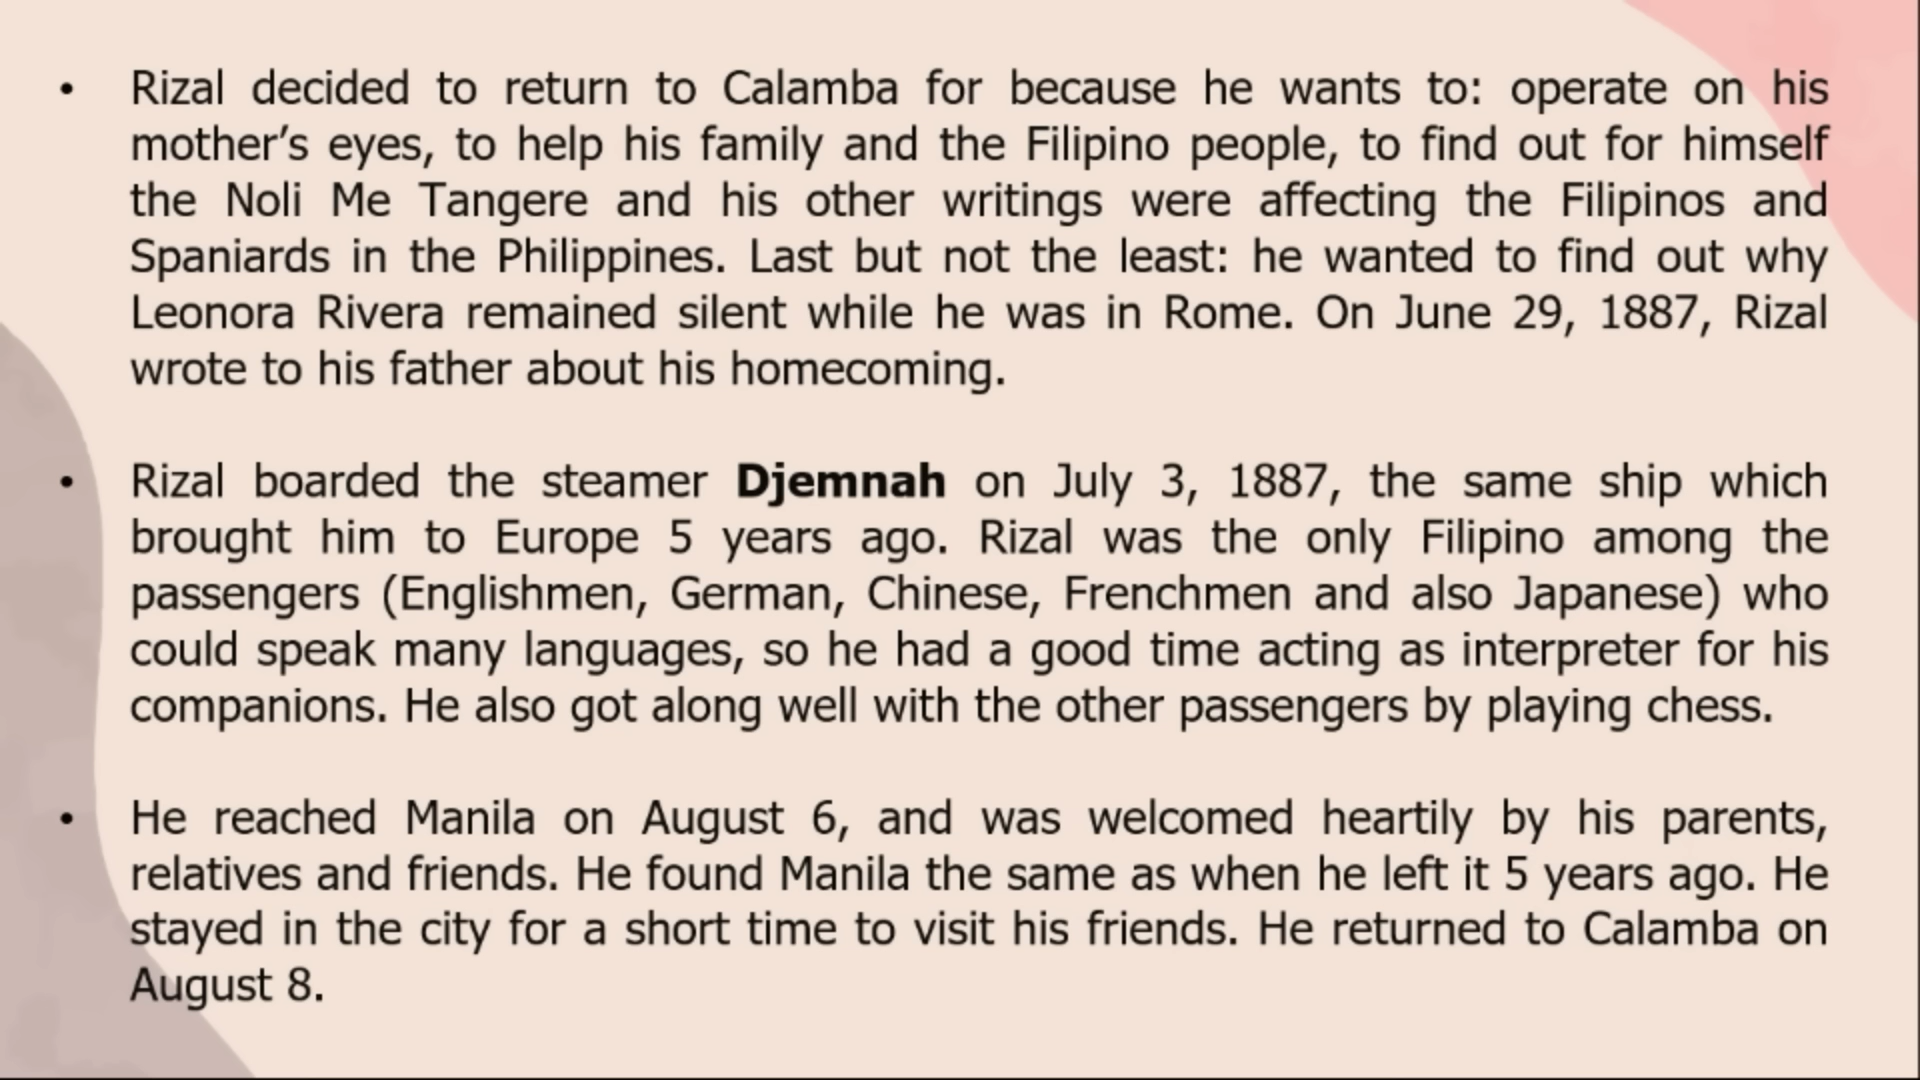 • Rizal decided to return to Calamba for because he wants to: operate on his
mother’s eyes, to help his family and the Filipino people, to find out for himself
the Noli Me Tangere and his other writings were affecting the Filipinos and
Spaniards in the Philippines. Last but not the least: he wanted to find out why
Leonora Rivera remained silent while he was in Rome. On June 29, 1887, Rizal
wrote to his father about his homecoming.
• Rizal boarded the steamer Djemnah on July 3, 1887, the same ship which
brought him to Europe 5 years ago. Rizal was the only Filipino among the
passengers (Englishmen, German, Chinese, Frenchmen and also Japanese) who
could speak many languages, so he had a good time acting as interpreter for his
companions. He also got along well with the other passengers by playing chess.
• He reached Manila on August 6, and was welcomed heartily by his parents,
relatives and friends. He found Manila the same as when he left it 5 years ago. He
stayed in the city for a short time to visit his friends. He returned to Calamba on
August 8.